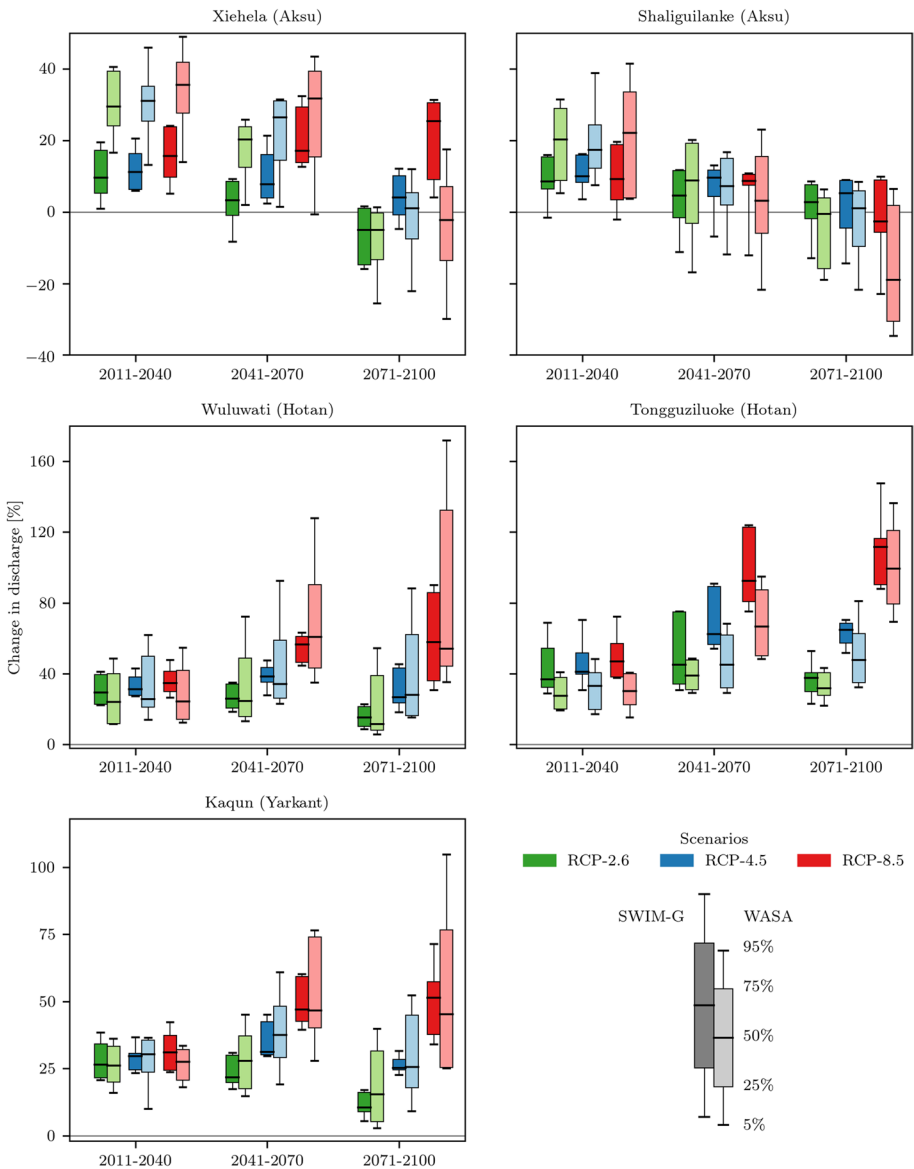 Xiehela (Aksu)
Shaliguilanke (Aksu)
40
20
0
−20
−40
2011-2040 2041-2070 2071-2100
2011-2040 2041-2070 2071-2100
Wuluwati (Hotan)
Tongguziluoke (Hotan)
Change in discharge [%]
160
120
80
40
0
2011-2040 2041-2070 2071-2100
2011-2040 2041-2070 2071-2100
Kaqun (Yarkant)
100
75
50
25
0
2011-2040 2041-2070 2071-2100
Scenarios
RCP-2.6 RCP-4.5 RCP-8.5
SWIM-G WASA
95%
75%
50%
25%
5%